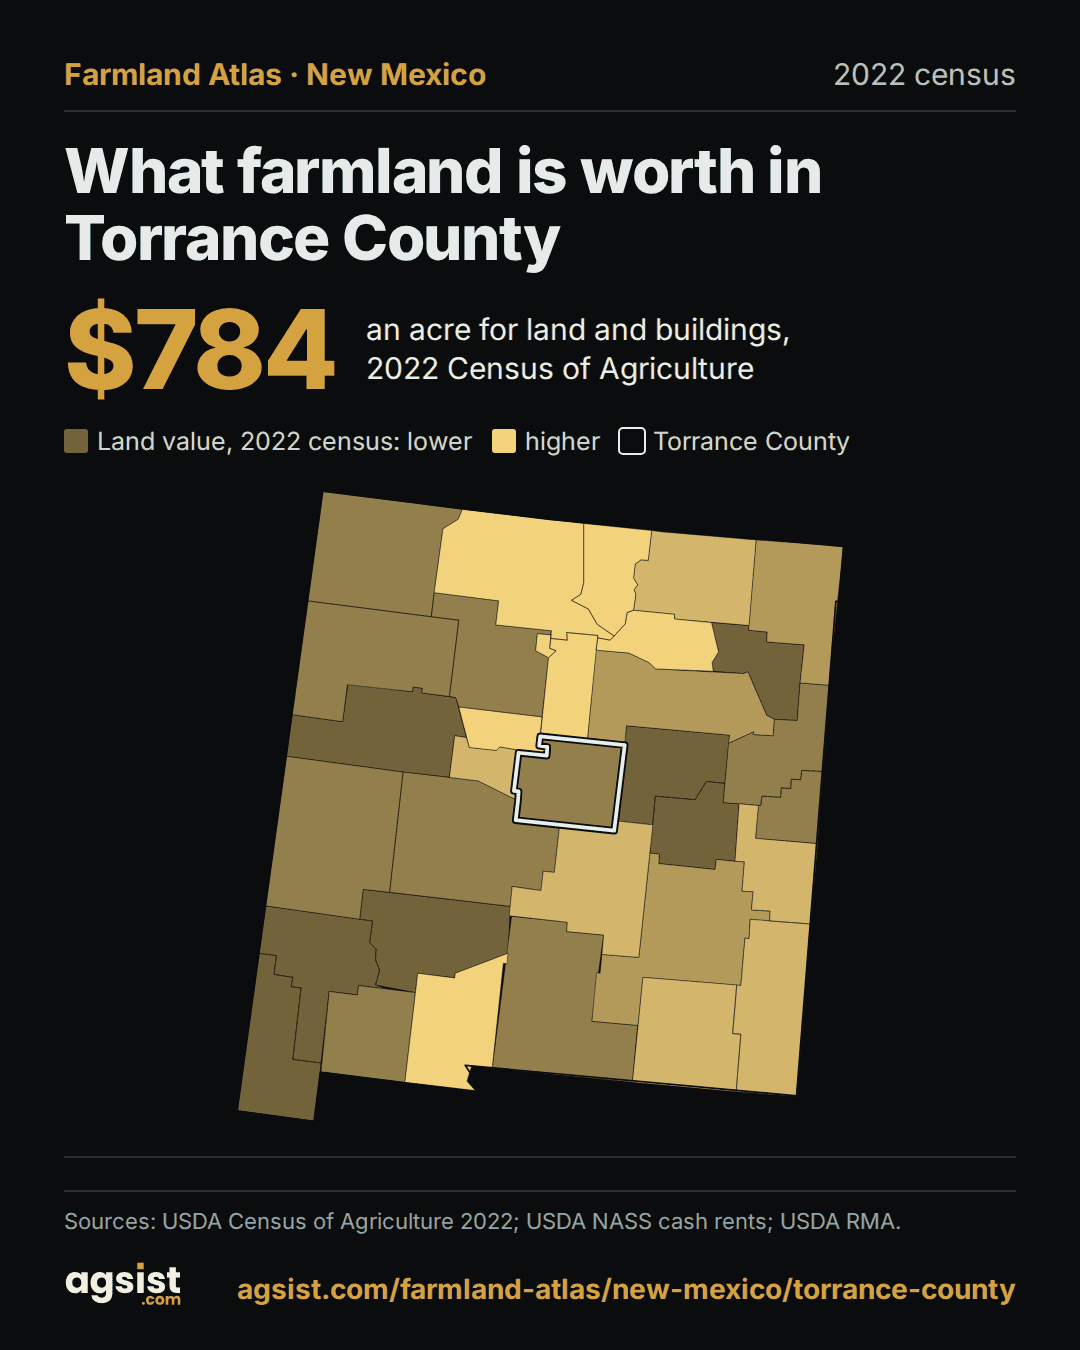 Farmland Atlas · New Mexico
2022 census
What farmland is worth in
Torrance County
$784
an acre for land and buildings,
2022 Census of Agriculture
Land value, 2022 census: lower
higher
Torrance County
Sources: USDA Census of Agriculture 2022; USDA NASS cash rents; USDA RMA.
agsist
.com
agsist.com/farmland-atlas/new-mexico/torrance-county